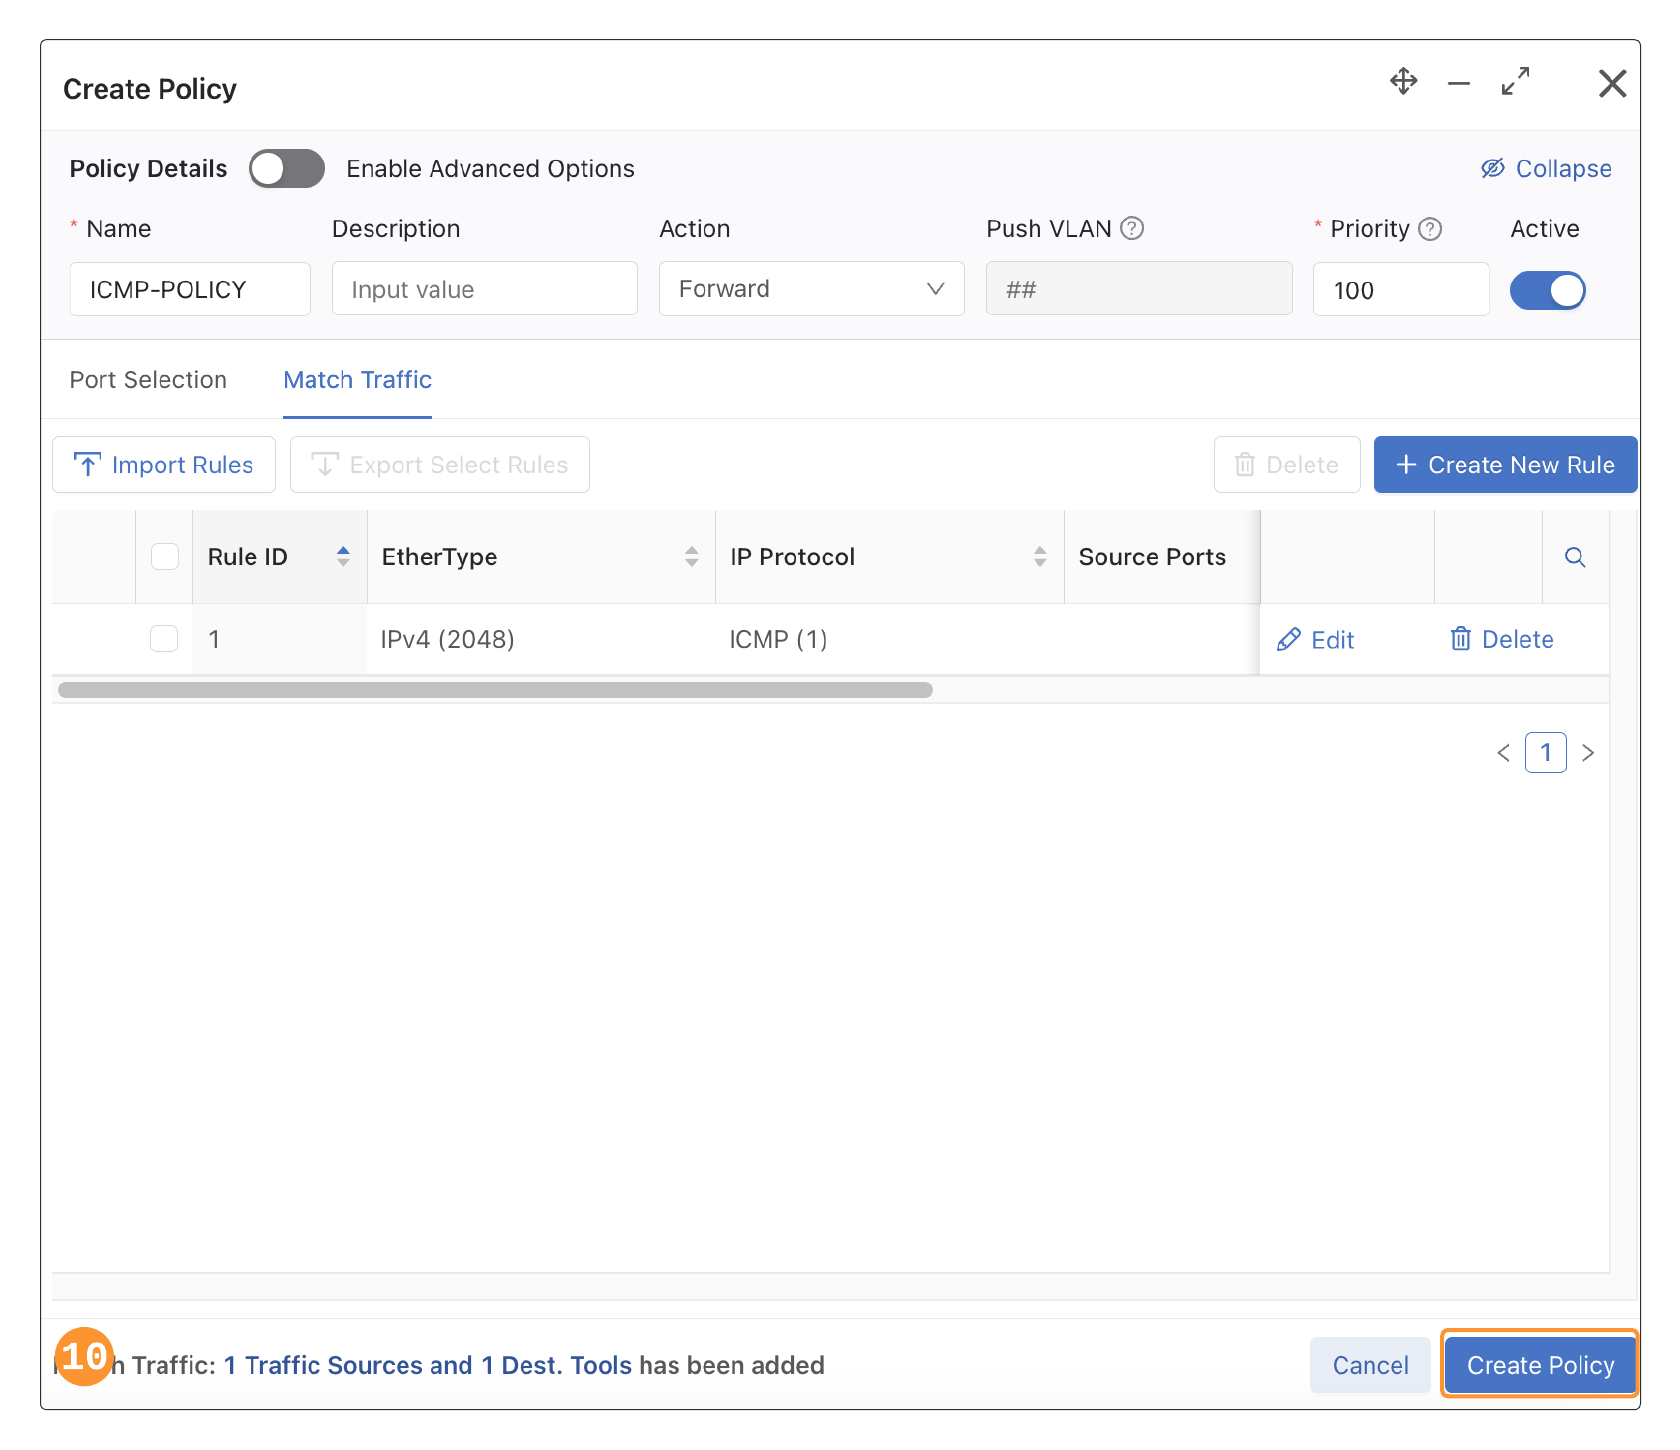 Create Policy
Policy Details Enable Advanced Options Collapse
* Name Description Action Push VLAN ? * Priority ? Active
ICMP-POLICY Input value Forward ## 100
Port Selection Match Traffic
Import Rules Export Select Rules Delete + Create New Rule
Rule ID EtherType IP Protocol Source Ports
1 IPv4 (2048) ICMP (1) Edit Delete
< 1 >
10 Traffic: 1 Traffic Sources and 1 Dest. Tools has been added Cancel Create Policy